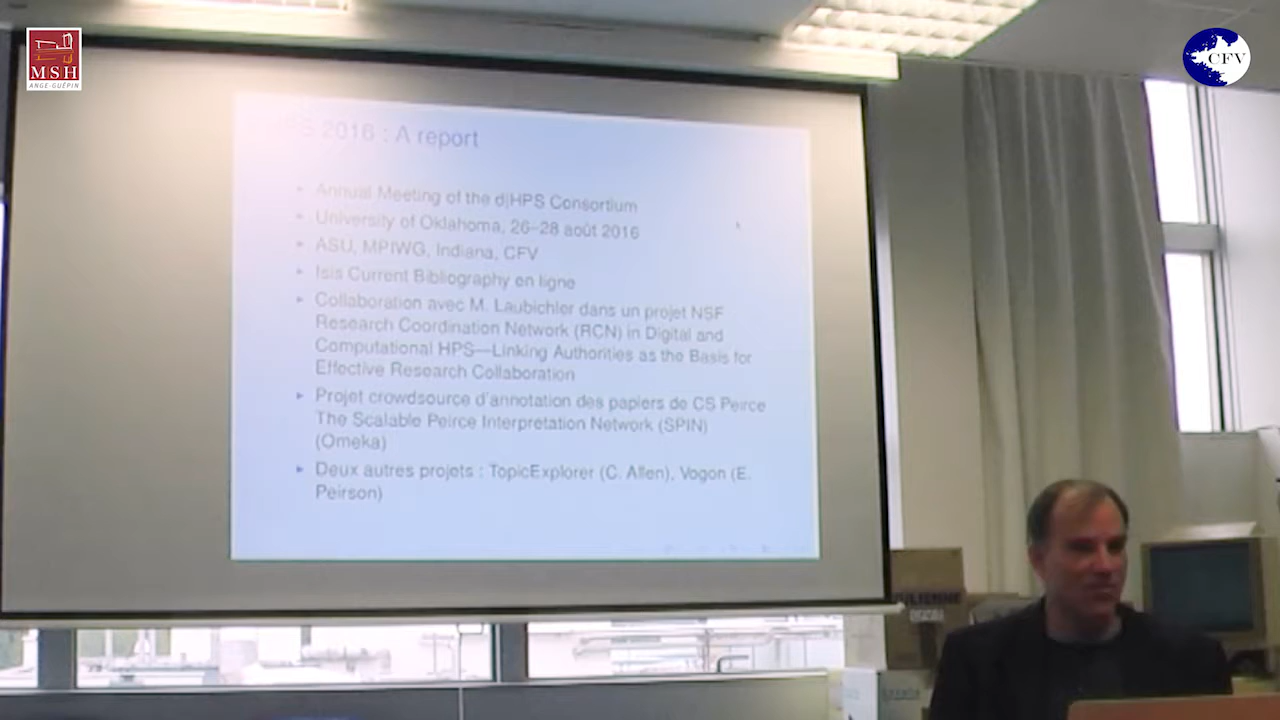 MSH
ANGE-GUÉPIN
CFV
S 2016 : A report
Annual Meeting of the d|HPS Consortium
University of Oklahoma, 26–28 août 2016
ASU, MPIWG, Indiana, CFV
Isis Current Bibliography en ligne
Collaboration avec M. Laubichler dans un projet NSF
Research Coordination Network (RCN) in Digital and
Computational HPS—Linking Authorities as the Basis for
Effective Research Collaboration
Projet crowdsource d'annotation des papiers de CS Peirce
The Scalable Peirce Interpretation Network (SPIN)
(Omeka)
Deux autres projets : TopicExplorer (C. Allen), Vogon (E.
Peirson)